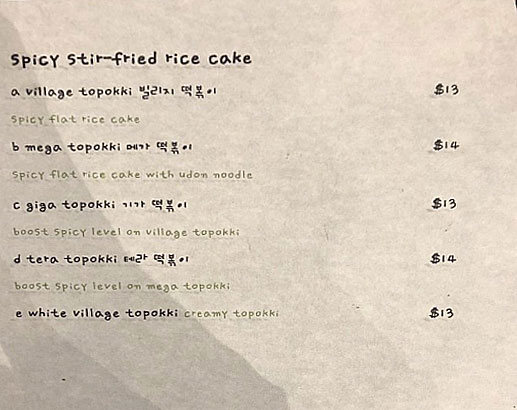 Spicy Stir-fried rice cake
a village topokki 빌리지 떡볶이 $13
Spicy flat rice cake
b mega topokki 메가 떡볶이 $14
Spicy flat rice cake with udon noodle
c giga topokki 기가 떡볶이 $13
boost spicy level on village topokki
d tera topokki 테라 떡볶이 $14
boost spicy level on mega topokki
e white village topokki creamy topokki $13